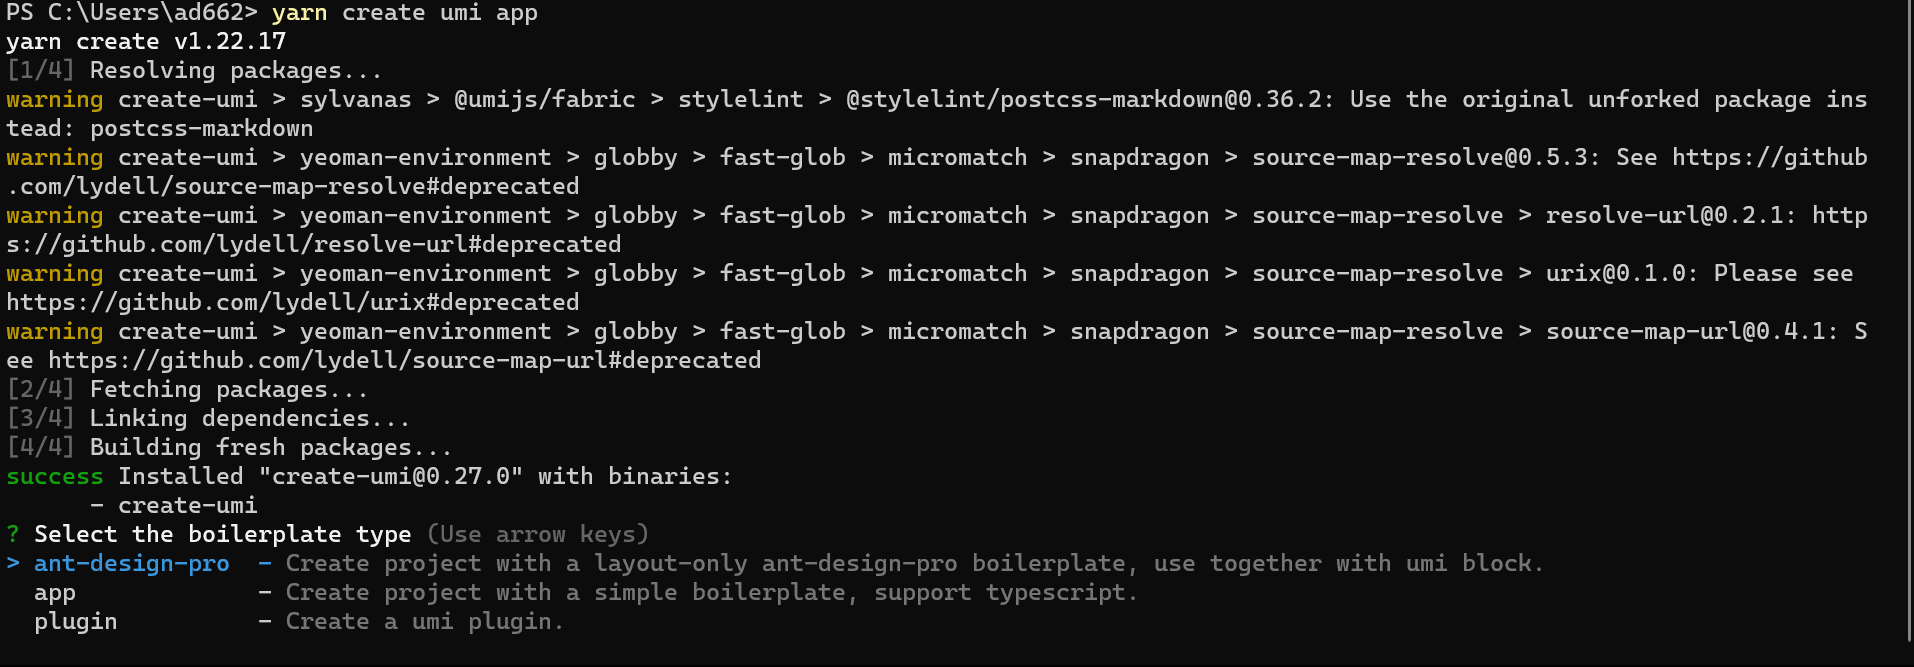 PS C:\Users\ad662> yarn create umi app
yarn create v1.22.17
[1/4] Resolving packages...
warning create-umi > sylvanas > @umijs/fabric > stylelint > @stylelint/postcss-markdown@0.36.2: Use the original unforked package ins
tead: postcss-markdown
warning create-umi > yeoman-environment > globby > fast-glob > micromatch > snapdragon > source-map-resolve@0.5.3: See https://github
.com/lydell/source-map-resolve#deprecated
warning create-umi > yeoman-environment > globby > fast-glob > micromatch > snapdragon > source-map-resolve > resolve-url@0.2.1: http
s://github.com/lydell/resolve-url#deprecated
warning create-umi > yeoman-environment > globby > fast-glob > micromatch > snapdragon > source-map-resolve > urix@0.1.0: Please see
https://github.com/lydell/urix#deprecated
warning create-umi > yeoman-environment > globby > fast-glob > micromatch > snapdragon > source-map-resolve > source-map-url@0.4.1: S
ee https://github.com/lydell/source-map-url#deprecated
[2/4] Fetching packages...
[3/4] Linking dependencies...
[4/4] Building fresh packages...
success Installed "create-umi@0.27.0" with binaries:
      - create-umi
? Select the boilerplate type (Use arrow keys)
> ant-design-pro  - Create project with a layout-only ant-design-pro boilerplate, use together with umi block.
  app             - Create project with a simple boilerplate, support typescript.
  plugin          - Create a umi plugin.